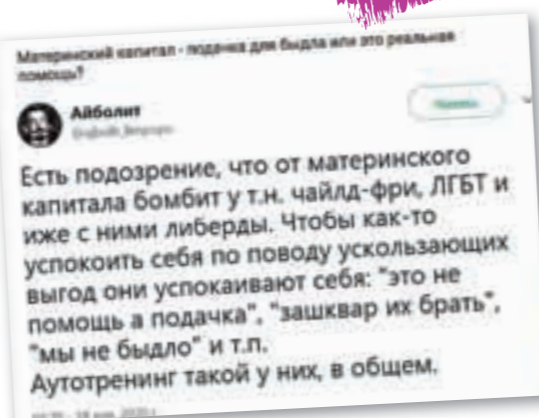 Материнский капитал - подачка для быдла или это реальная
помощь?
Айболит
Есть подозрение, что от материнского
капитала бомбит у т.н. чайлд-фри, ЛГБТ и
иже с ними либерды. Чтобы как-то
успокоить себя по поводу ускользающих
выгод они успокаивают себя: "это не
помощь а подачка", "зашквар их брать",
"мы не быдло" и т.п.
Аутотренинг такой у них, в общем.